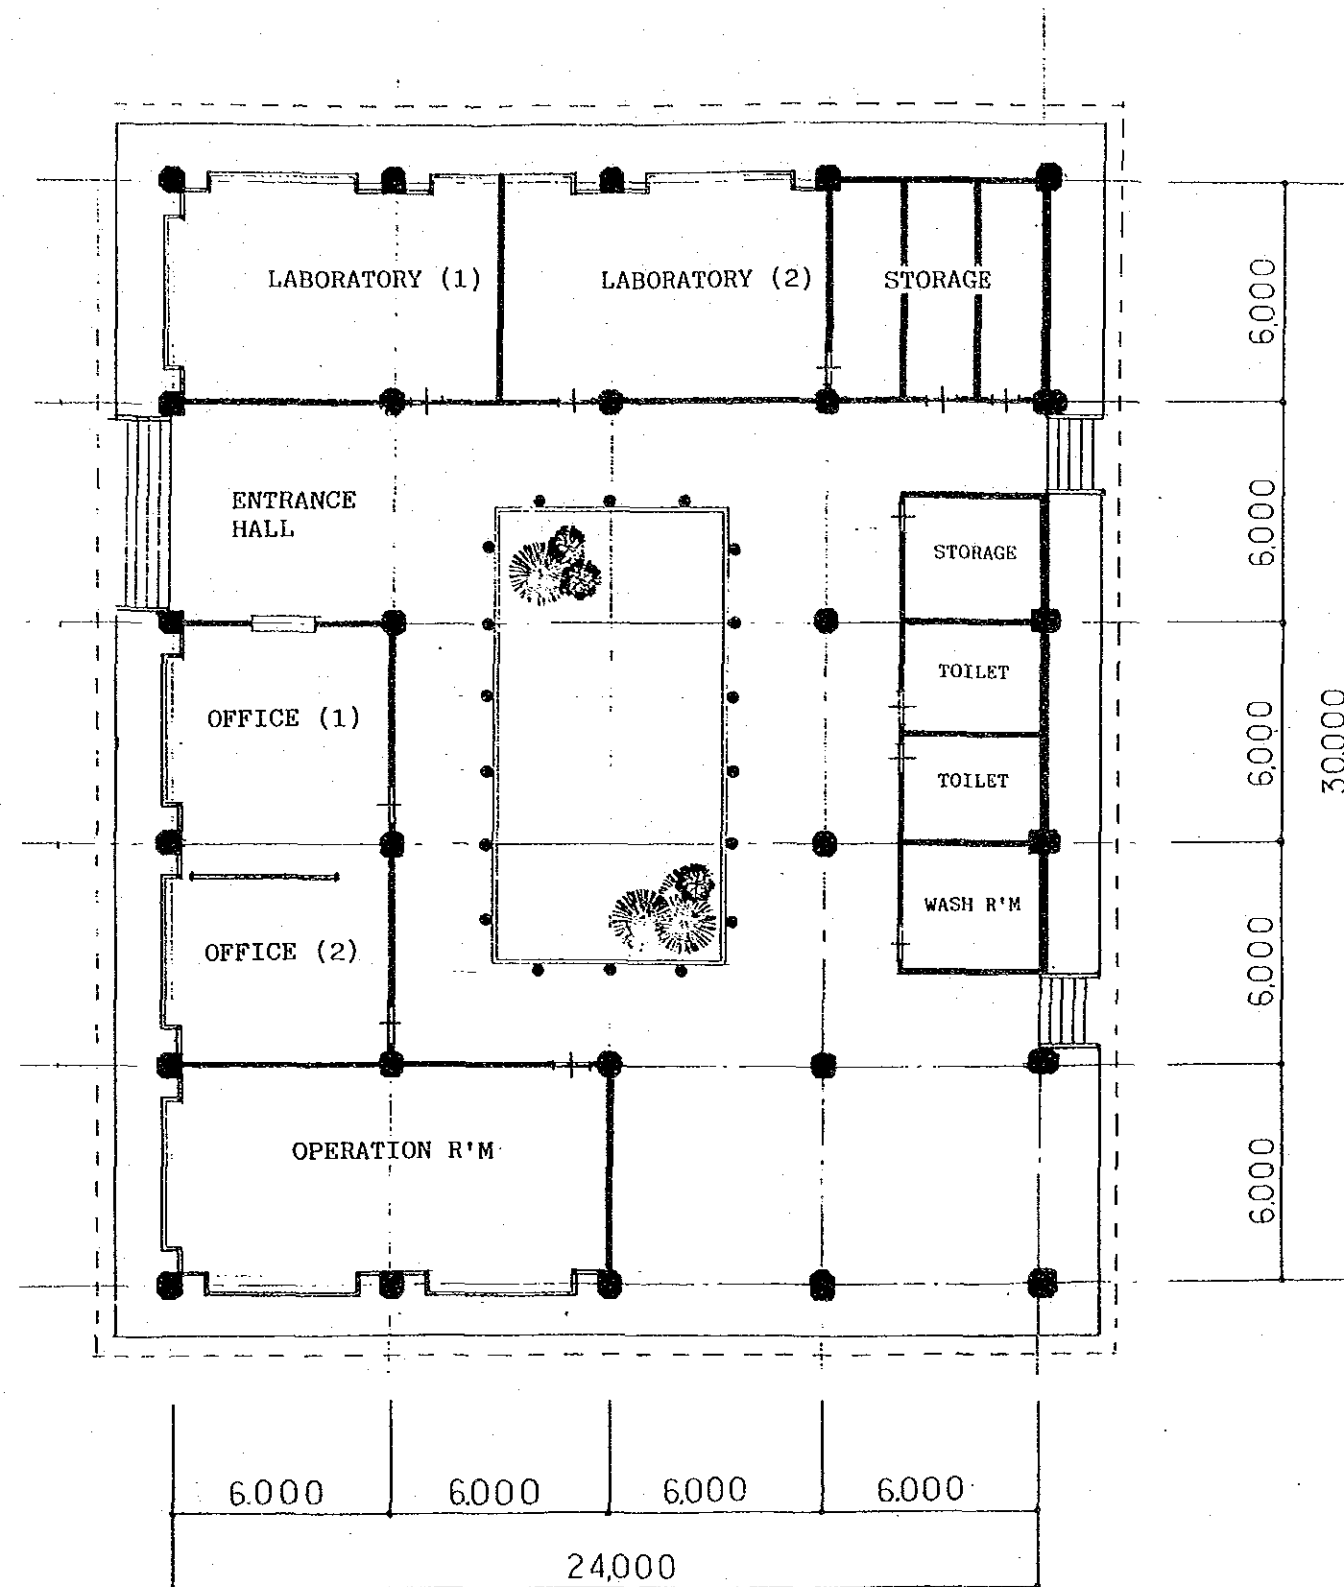 LABORATORY (1)
LABORATORY (2)
STORAGE
6,000
ENTRANCE
HALL
6,000
STORAGE
TOILET
OFFICE (1)
6,000
30,000
TOILET
WASH R'M
OFFICE (2)
6,000
OPERATION R'M
6,000
6.000
6.000
6.000
6.000
24,000